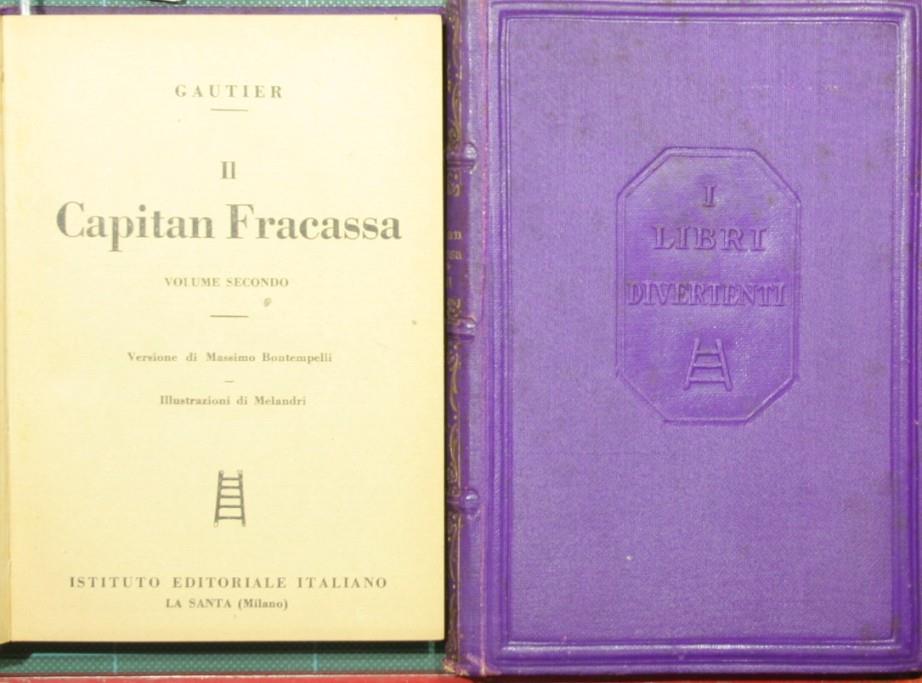 GAUTIER
Il
Capitan Fracassa
VOLUME SECONDO
Versione di Massimo Bontempelli
Illustrazioni di Melandri
ISTITUTO EDITORIALE ITALIANO
LA SANTA (Milano)
I
LIBRI
DIVERTENTI